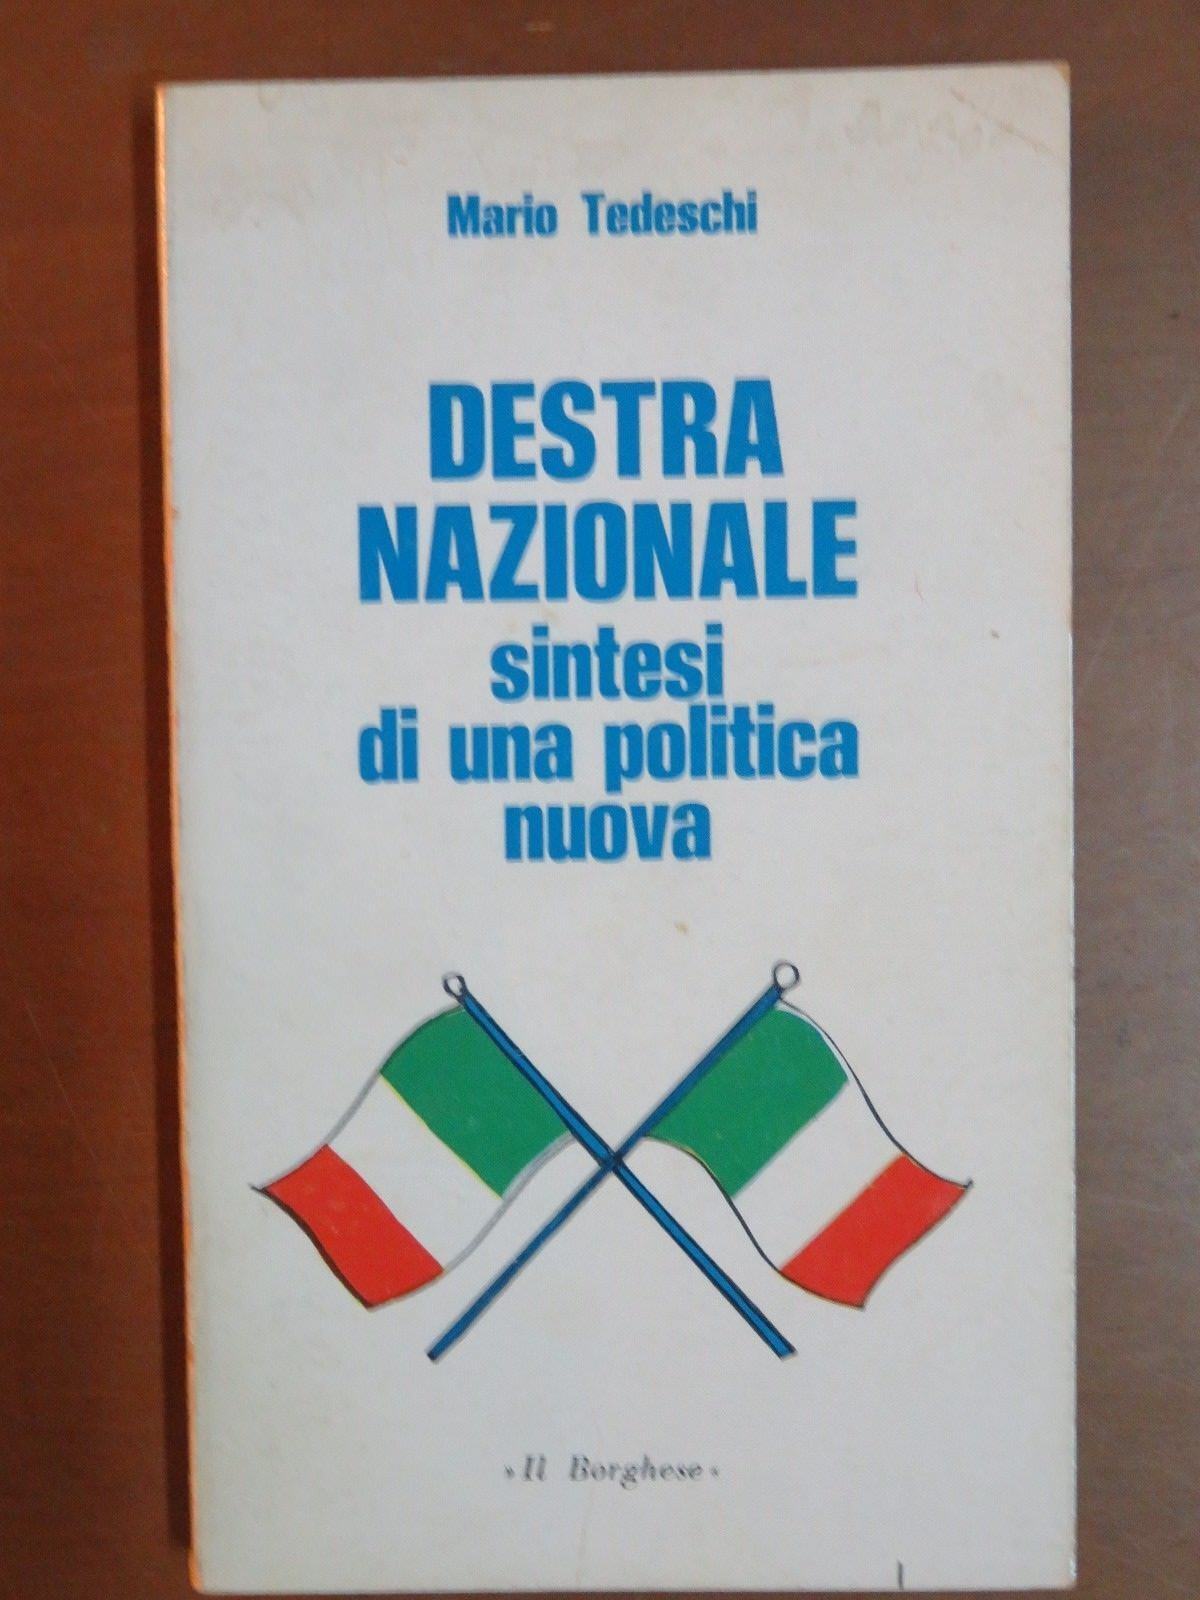 Mario Tedeschi
DESTRA
NAZIONALE
sintesi
di una politica
nuova
» Il Borghese «